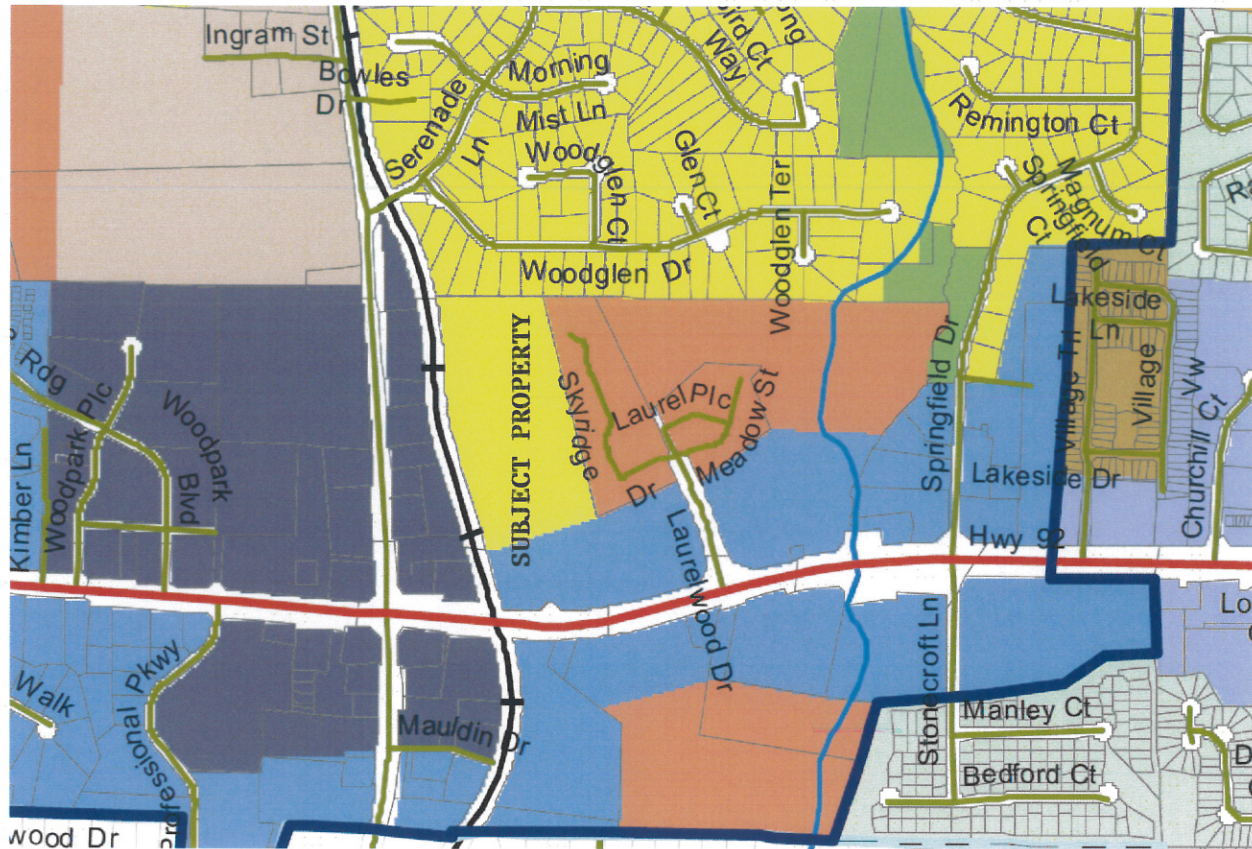 Ingram St
Bowles
Dr
Serenade
Ln
Morning
Mist Ln
Way
Woodglen Ct
Glen Ct
Woodglen Ter
Woodglen Dr
Remington Ct
Magnum Ct
Springfield
Ct
Lakeside
Ln
Village Trl
Village
Vw
Churchill Ct
Springfield Dr
Lakeside Dr
Hwy 92
SUBJECT PROPERTY
Skyridge
Dr
Laurel Plc
Meadow St
Laurelwood Dr
Rdg
Woodpark Plc
Woodpark
Blvd
Kimber Ln
Walk
Professional Pkwy
Mauldin Dr
Stonecroft Ln
Manley Ct
Bedford Ct
wood Dr